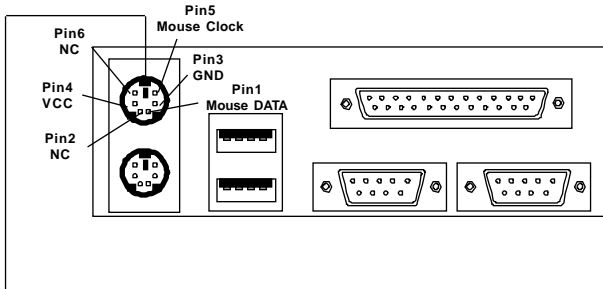 Pin5
Mouse Clock
Pin6
NC
Pin3
GND
Pin4
VCC
Pin1
Mouse DATA
Pin2
NC